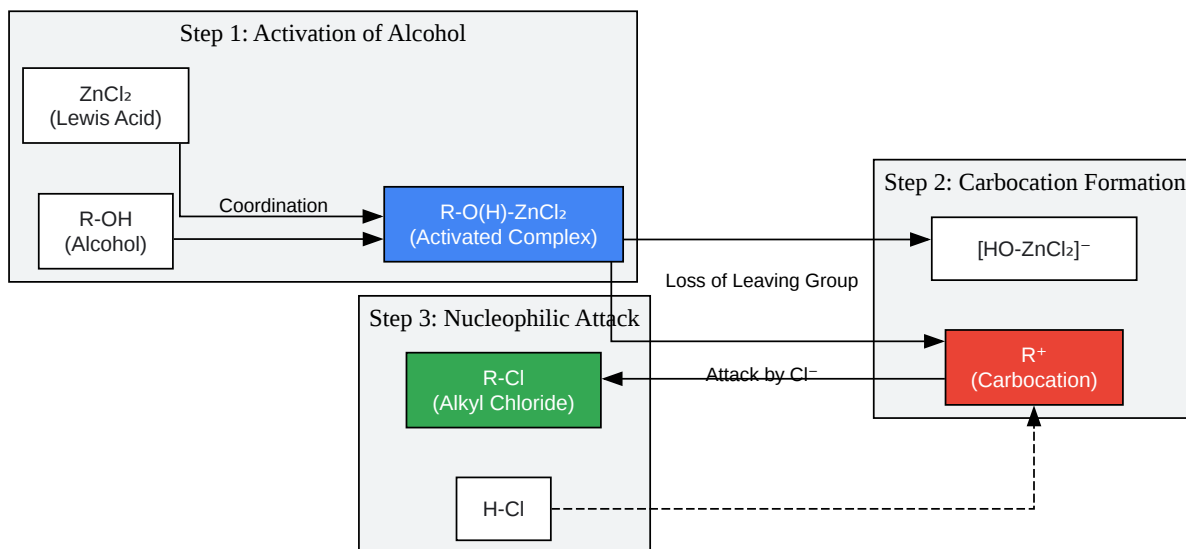 Step 1: Activation of Alcohol
ZnCl₂
(Lewis Acid)
R-OH
(Alcohol)
Coordination
R-O(H)-ZnCl₂
(Activated Complex)
Loss of Leaving Group
Step 2: Carbocation Formation
[HO-ZnCl₂]⁻
R⁺
(Carbocation)
Attack by Cl⁻
Step 3: Nucleophilic Attack
R-Cl
(Alkyl Chloride)
H-Cl